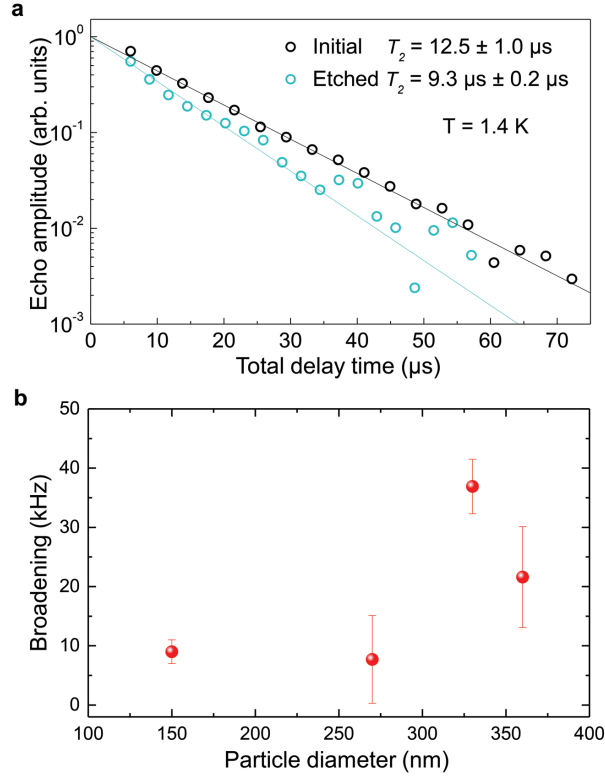 a
Initial T₂ = 12.5 ± 1.0 µs
Etched T₂ = 9.3 µs ± 0.2 µs
T = 1.4 K
Echo amplitude (arb. units)
10⁰
10⁻¹
10⁻²
10⁻³
0 10 20 30 40 50 60 70
Total delay time (µs)
b
Broadening (kHz)
50
40
30
20
10
0
100 150 200 250 300 350 400
Particle diameter (nm)